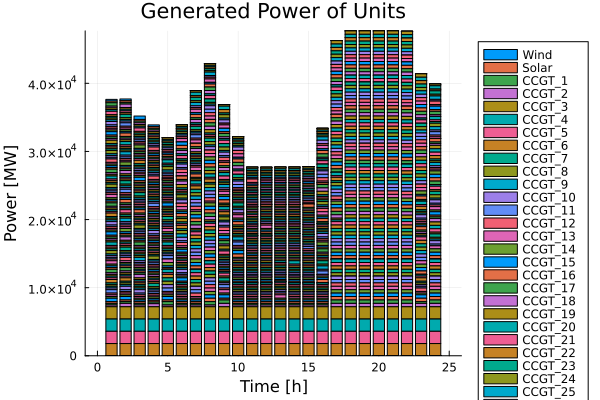 Generated Power of Units
Power [MW]
4.0×10⁴
3.0×10⁴
2.0×10⁴
1.0×10⁴
0
0 5 10 15 20 25
Time [h]
Wind
Solar
CCGT_1
CCGT_2
CCGT_3
CCGT_4
CCGT_5
CCGT_6
CCGT_7
CCGT_8
CCGT_9
CCGT_10
CCGT_11
CCGT_12
CCGT_13
CCGT_14
CCGT_15
CCGT_16
CCGT_17
CCGT_18
CCGT_19
CCGT_20
CCGT_21
CCGT_22
CCGT_23
CCGT_24
CCGT_25